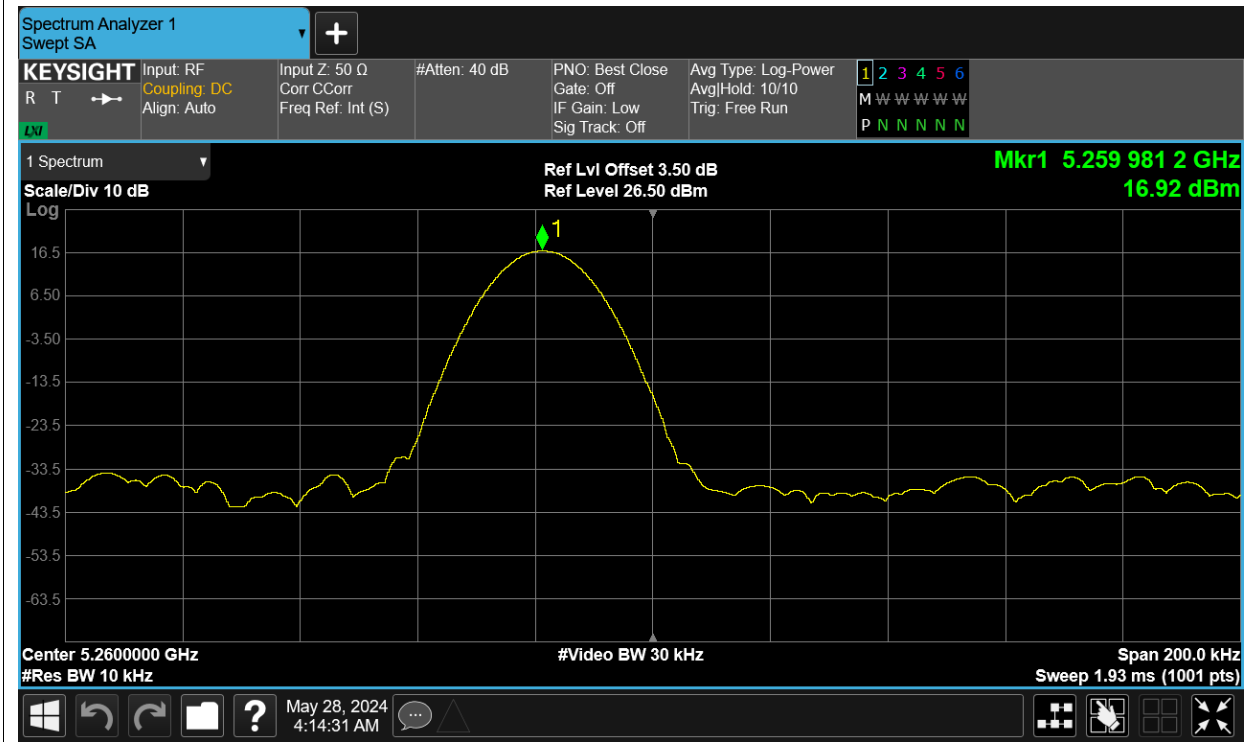 Spectrum Analyzer 1
Swept SA
+
KEYSIGHT
R T
LXI
Input: RF
Coupling: DC
Align: Auto
Input Z: 50 Ω
Corr CCorr
Freq Ref: Int (S)
#Atten: 40 dB
PNO: Best Close
Gate: Off
IF Gain: Low
Sig Track: Off
Avg Type: Log-Power
Avg|Hold: 10/10
Trig: Free Run
1 2 3 4 5 6
M W W W W W
P N N N N N
1 Spectrum
Scale/Div 10 dB
Log
Ref Lvl Offset 3.50 dB
Ref Level 26.50 dBm
Mkr1 5.259 981 2 GHz
16.92 dBm
1
16.5
6.50
-3.50
-13.5
-23.5
-33.5
-43.5
-53.5
-63.5
Center 5.2600000 GHz
#Res BW 10 kHz
#Video BW 30 kHz
Span 200.0 kHz
Sweep 1.93 ms (1001 pts)
?
May 28, 2024
4:14:31 AM